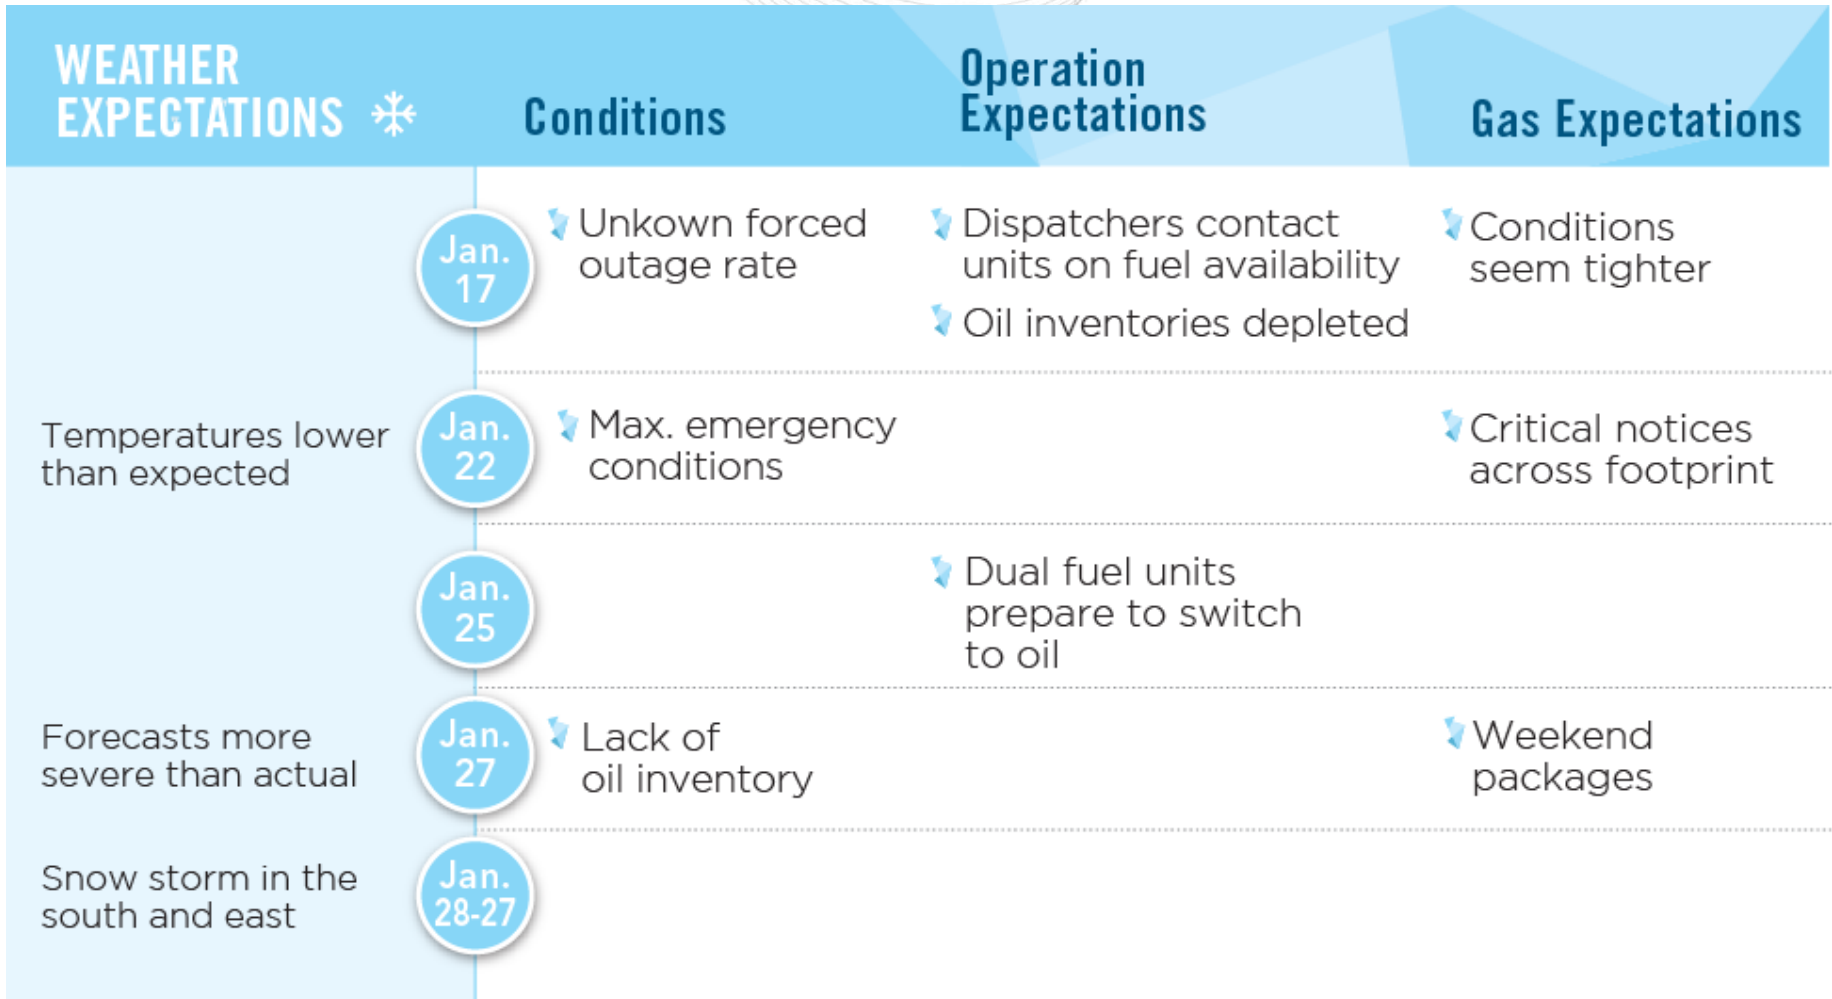 WEATHER
EXPECTATIONS
Conditions
Operation
Expectations
Gas Expectations
Jan.
17
Unkown forced
outage rate
Dispatchers contact
units on fuel availability
Oil inventories depleted
Conditions
seem tighter
Temperatures lower
than expected
Jan.
22
Max. emergency
conditions
Critical notices
across footprint
Jan.
25
Dual fuel units
prepare to switch
to oil
Forecasts more
severe than actual
Jan.
27
Lack of
oil inventory
Weekend
packages
Snow storm in the
south and east
Jan.
28-27